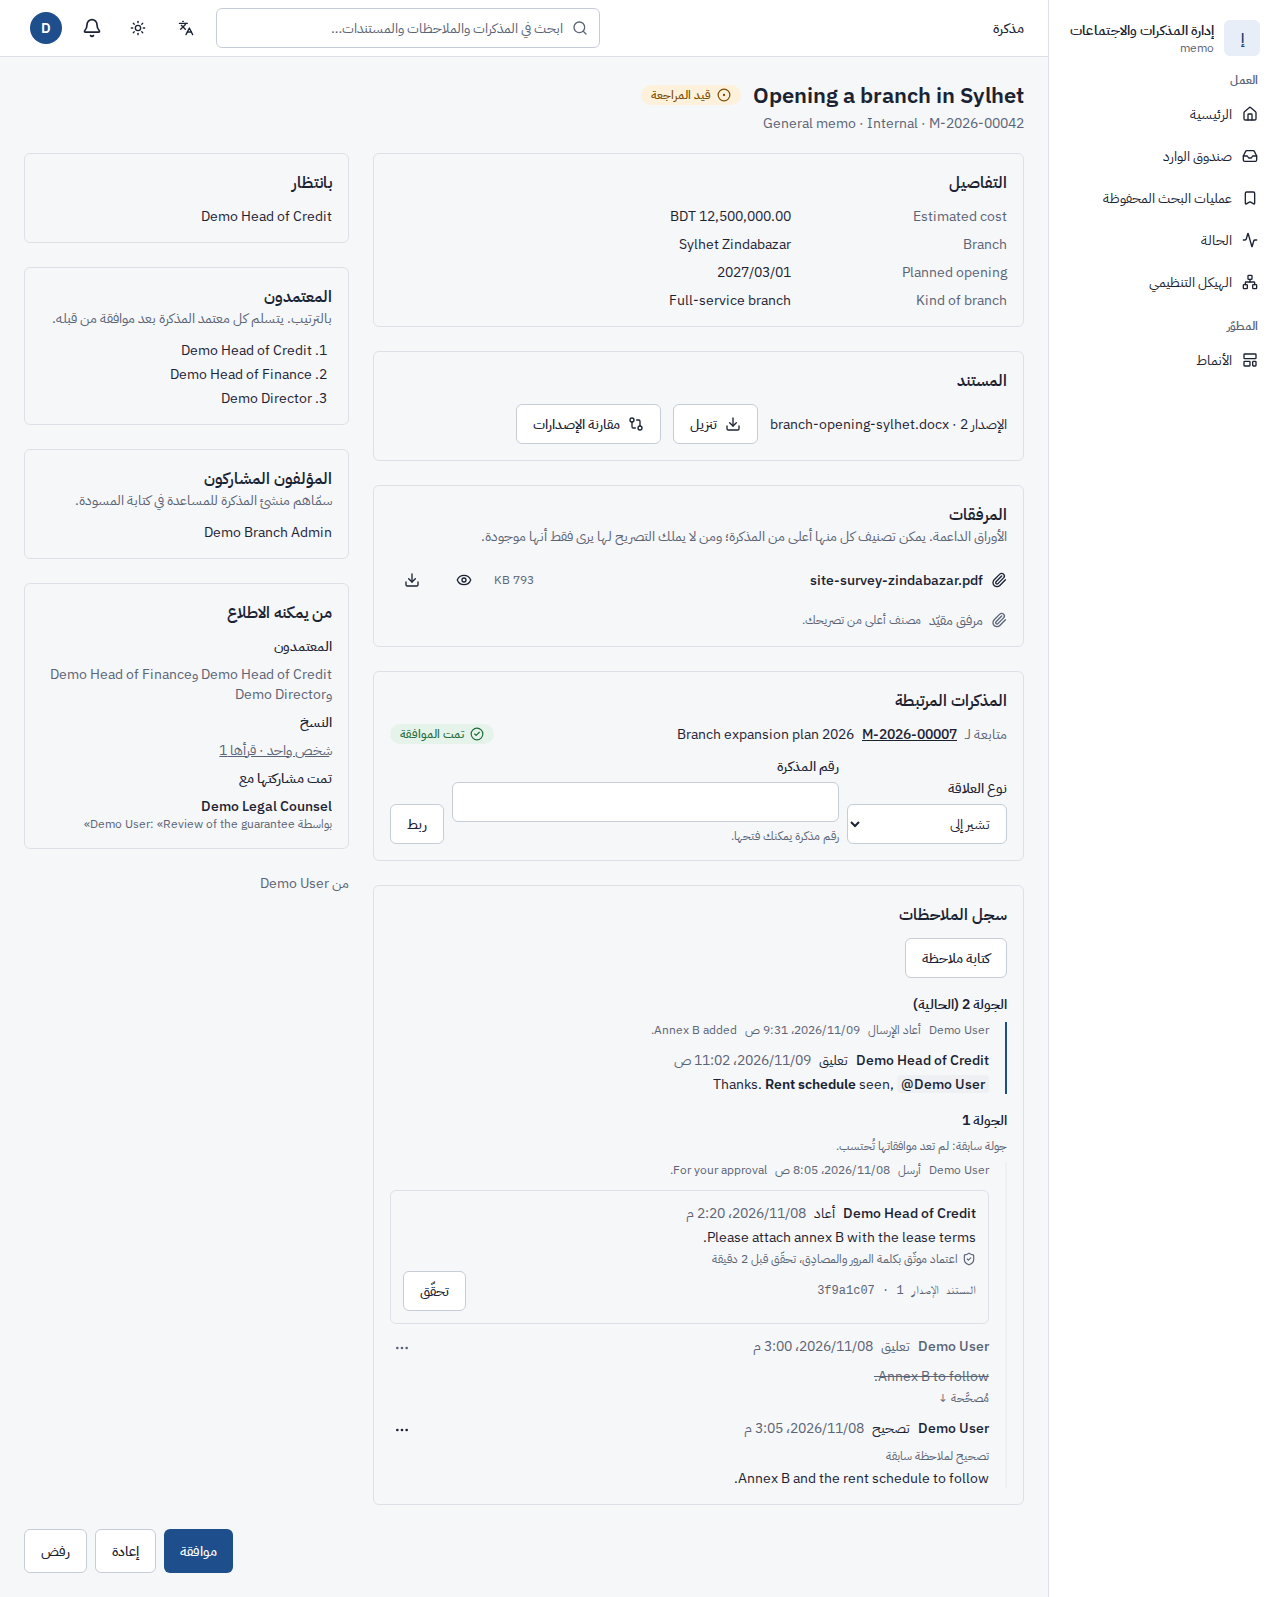 إدارة المذكرات والاجتماعات
memo
إ
العمل
الرئيسية
صندوق الوارد
عمليات البحث المحفوظة
الحالة
الهيكل التنظيمي
المطوّر
الأنماط
مذكرة
ابحث في المذكرات والملاحظات والمستندات...
D
Opening a branch in Sylhet
قيد المراجعة
General memo · Internal · M-2026-00042
التفاصيل
Estimated cost BDT 12,500,000.00
Branch Sylhet Zindabazar
Planned opening 2027/03/01
Kind of branch Full-service branch
المستند
الإصدار 2 · branch-opening-sylhet.docx
تنزيل
مقارنة الإصدارات
المرفقات
الأوراق الداعمة. يمكن تصنيف كل منها أعلى من المذكرة؛ ومن لا يملك التصريح لها يرى فقط أنها موجودة.
site-survey-zindabazar.pdf
793 KB
مرفق مقيّد مصنف أعلى من تصريحك.
المذكرات المرتبطة
متابعة لـ M-2026-00007 Branch expansion plan 2026
تمت الموافقة
نوع العلاقة
تشير إلى
رقم المذكرة
رقم مذكرة يمكنك فتحها.
ربط
سجل الملاحظات
كتابة ملاحظة
الجولة 2 (الحالية)
Demo User أعاد الإرسال 2026/11/09، 9:31 ص Annex B added.
Demo Head of Credit تعليق 2026/11/09، 11:02 ص
Thanks. Rent schedule seen, @Demo User
الجولة 1
جولة سابقة: لم تعد موافقاتها تُحتسب.
Demo User أرسل 2026/11/08، 8:05 ص For your approval.
Demo Head of Credit أعاد 2026/11/08، 2:20 م
Please attach annex B with the lease terms.
اعتماد موثّق بكلمة المرور والمصادِق، تحقّق قبل 2 دقيقة
المستند الإصدار 1 · 3f9a1c07
تحقّق
Demo User تعليق 2026/11/08، 3:00 م
Annex B to follow.
مُصحَّحة ↓
Demo User تصحيح 2026/11/08، 3:05 م
تصحيح لملاحظة سابقة
Annex B and the rent schedule to follow.
بانتظار
Demo Head of Credit
المعتمدون
بالترتيب. يتسلم كل معتمد المذكرة بعد موافقة من قبله.
1. Demo Head of Credit
2. Demo Head of Finance
3. Demo Director
المؤلفون المشاركون
سمّاهم منشئ المذكرة للمساعدة في كتابة المسودة.
Demo Branch Admin
من يمكنه الاطلاع
المعتمدون
Demo Head of Credit وDemo Head of Finance
وDemo Director
النسخ
شخص واحد · قرأها 1
تمت مشاركتها مع
Demo Legal Counsel
بواسطة Demo User: «Review of the guarantee»
من Demo User
موافقة
إعادة
رفض